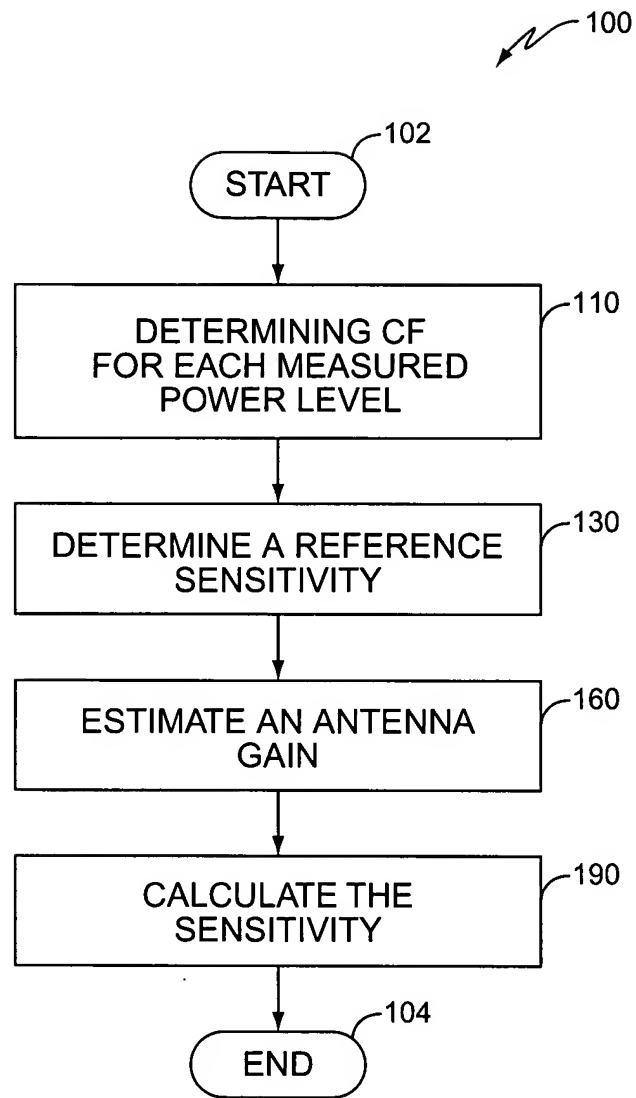 100
102
START
110
DETERMINING CF
FOR EACH MEASURED
POWER LEVEL
130
DETERMINE A REFERENCE
SENSITIVITY
160
ESTIMATE AN ANTENNA
GAIN
190
CALCULATE THE
SENSITIVITY
104
END